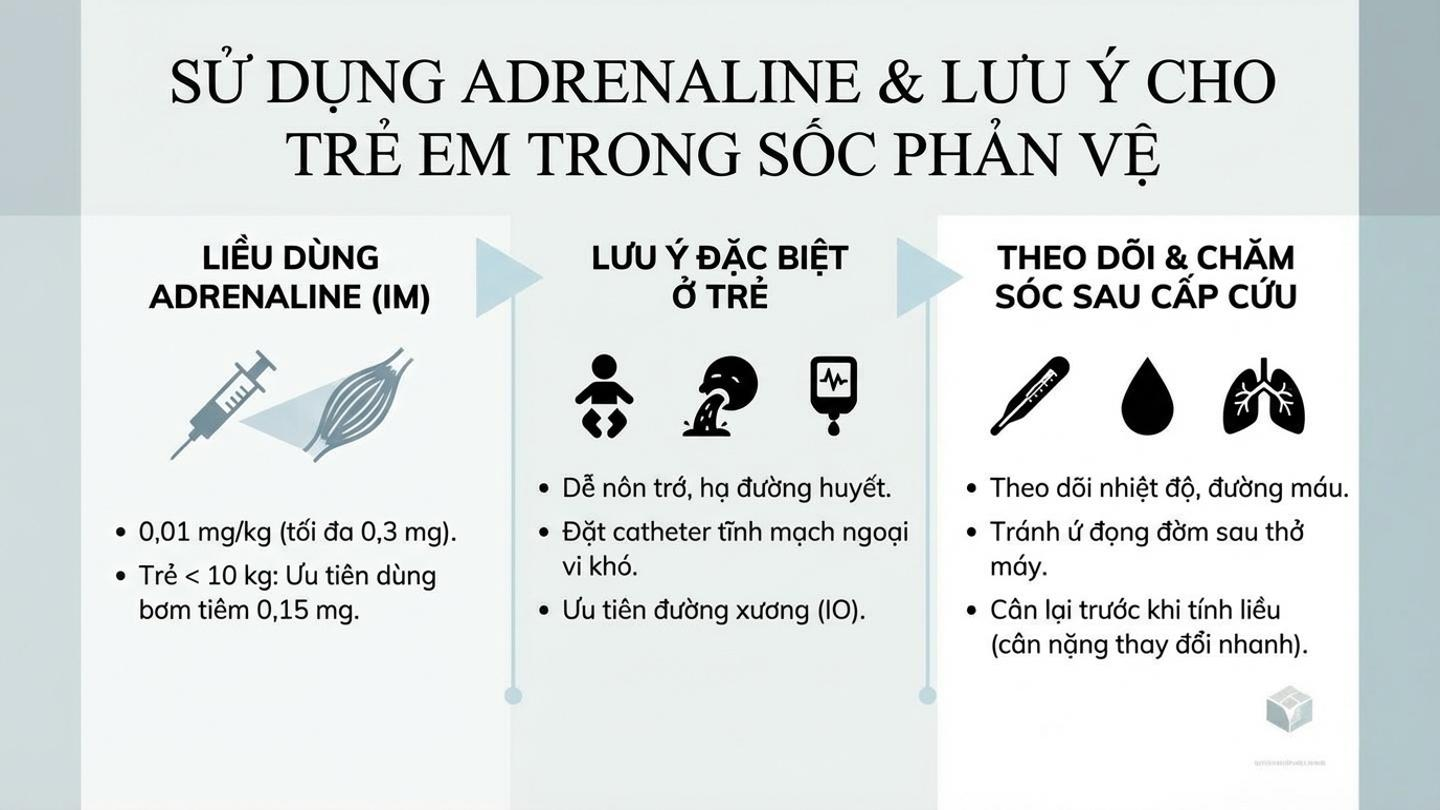 SỬ DỤNG ADRENALINE & LƯU Ý CHO
TRẺ EM TRONG SỐC PHẢN VỆ
LIỀU DÙNG
ADRENALINE (IM)
• 0,01 mg/kg (tối đa 0,3 mg).
• Trẻ < 10 kg: Ưu tiên dùng
bơm tiêm 0,15 mg.
LƯU Ý ĐẶC BIỆT
Ở TRẺ
• Dễ nôn trớ, hạ đường huyết.
• Đặt catheter tĩnh mạch ngoại
vi khó.
• Ưu tiên đường xương (IO).
THEO DÕI & CHĂM
SÓC SAU CẤP CỨU
• Theo dõi nhiệt độ, đường máu.
• Tránh ứ đọng đờm sau thở
máy.
• Cân lại trước khi tính liều
(cân nặng thay đổi nhanh).